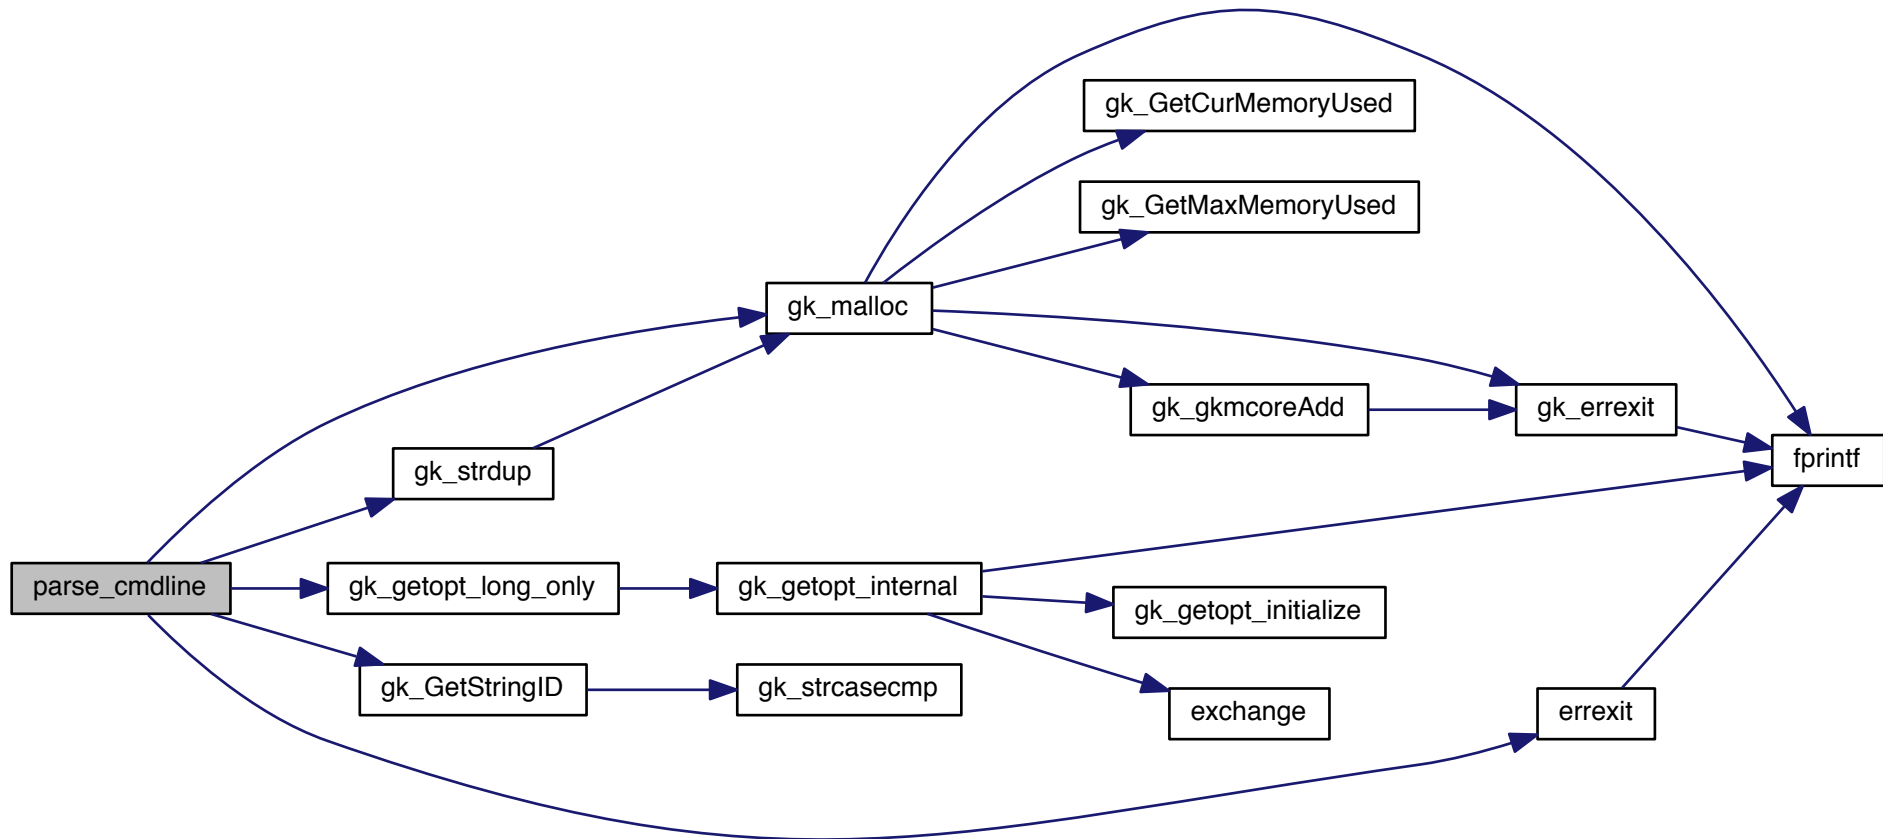 gk_GetCurMemoryUsed
gk_GetMaxMemoryUsed
gk_malloc
gk_gkmcoreAdd
gk_errexit
fprintf
gk_strdup
parse_cmdline
gk_getopt_long_only
gk_getopt_internal
gk_getopt_initialize
gk_GetStringID
gk_strcasecmp
exchange
errexit